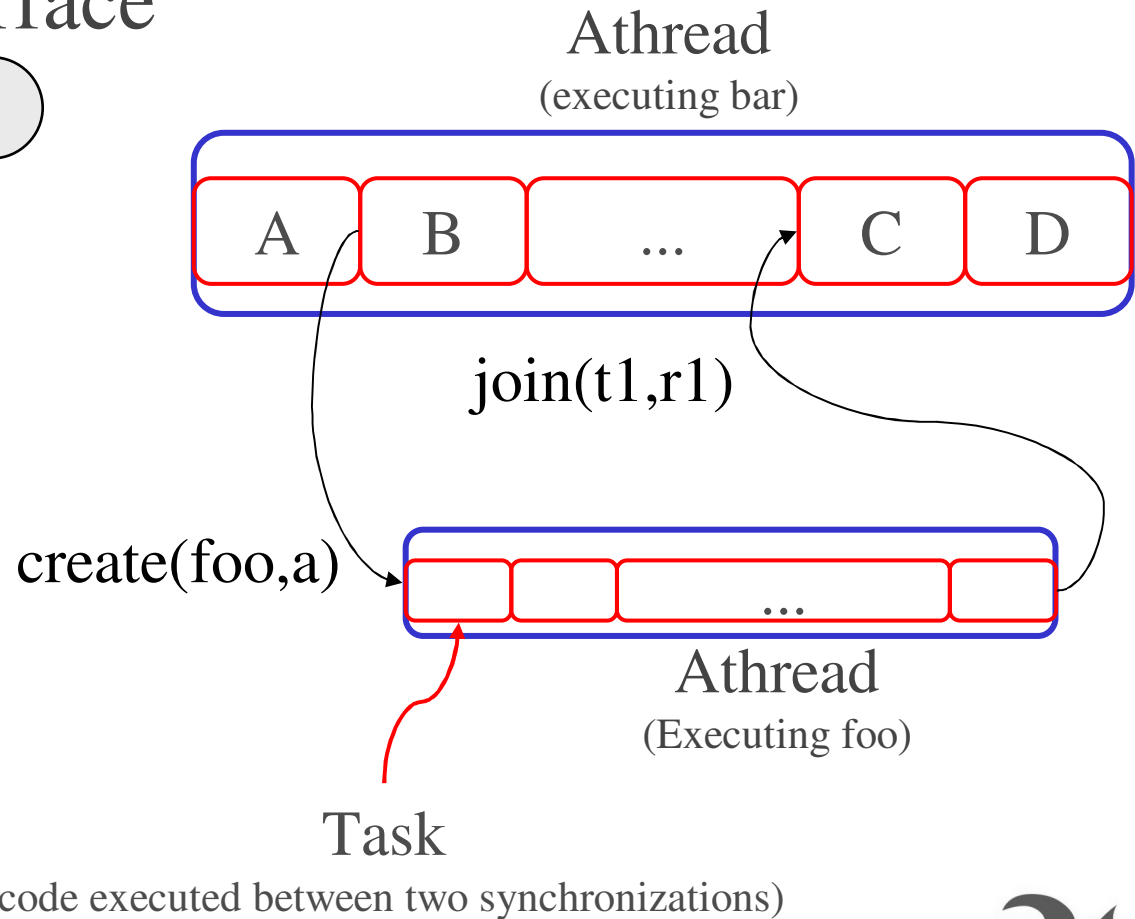 Athread
(executing bar)
A B ... C D
join(t1,r1)
create(foo,a)
...
Athread
(Executing foo)
Task
code executed between two synchronizations)